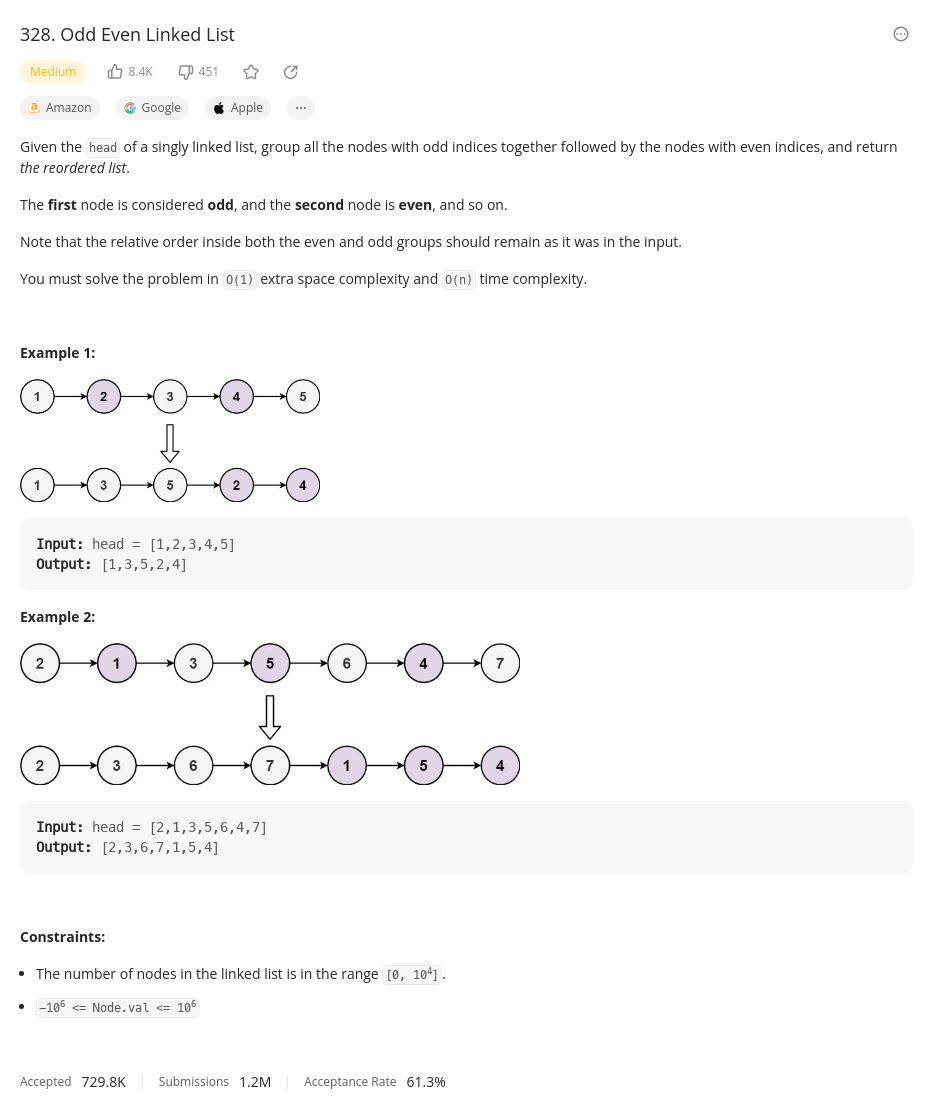 328. Odd Even Linked List
Medium 8.4K 451
Amazon Google Apple ...
Given the head of a singly linked list, group all the nodes with odd indices together followed by the nodes with even indices, and return
the reordered list.
The first node is considered odd, and the second node is even, and so on.
Note that the relative order inside both the even and odd groups should remain as it was in the input.
You must solve the problem in O(1) extra space complexity and O(n) time complexity.
Example 1:
1 2 3 4 5
1 3 5 2 4
Input: head = [1,2,3,4,5]
Output: [1,3,5,2,4]
Example 2:
2 1 3 5 6 4 7
2 3 6 7 1 5 4
Input: head = [2,1,3,5,6,4,7]
Output: [2,3,6,7,1,5,4]
Constraints:
• The number of nodes in the linked list is in the range [0, 10⁴].
• −10⁶ <= Node.val <= 10⁶
Accepted 729.8K Submissions 1.2M Acceptance Rate 61.3%